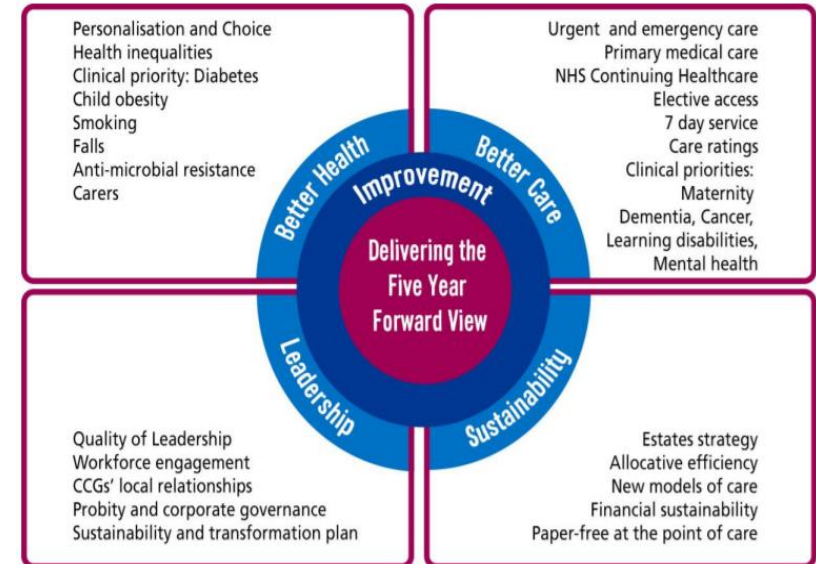 Personalisation and Choice
Health inequalities
Clinical priority: Diabetes
Child obesity
Smoking
Falls
Anti-microbial resistance
Carers
Urgent and emergency care
Primary medical care
NHS Continuing Healthcare
Elective access
7 day service
Care ratings
Clinical priorities:
Maternity
Dementia, Cancer,
Learning disabilities,
Mental health
Better Health
Better Care
Improvement
Delivering the
Five Year
Forward View
Leadership
Sustainability
Quality of Leadership
Workforce engagement
CCGs' local relationships
Probity and corporate governance
Sustainability and transformation plan
Estates strategy
Allocative efficiency
New models of care
Financial sustainability
Paper-free at the point of care